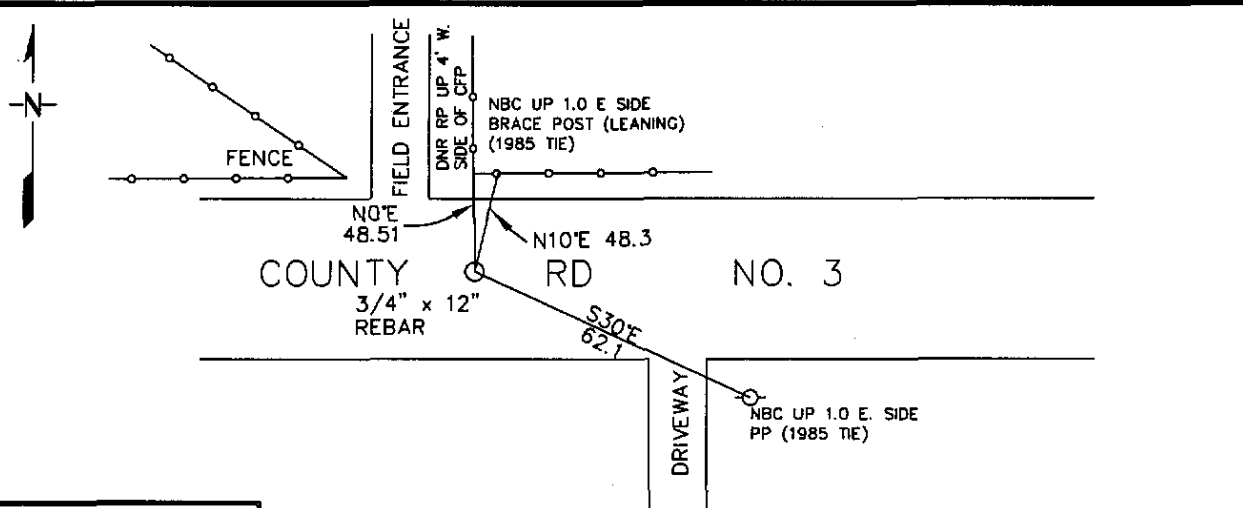 -N-
FENCE
FIELD ENTRANCE
DNR RP UP 4' W.
SIDE OF CFP
NBC UP 1.0 E SIDE
BRACE POST (LEANING)
(1985 TIE)
N0°E
48.51
N10°E 48.3
COUNTY RD NO. 3
3/4" x 12"
REBAR
S30°E
62.1
DRIVEWAY
NBC UP 1.0 E. SIDE
PP (1985 TIE)